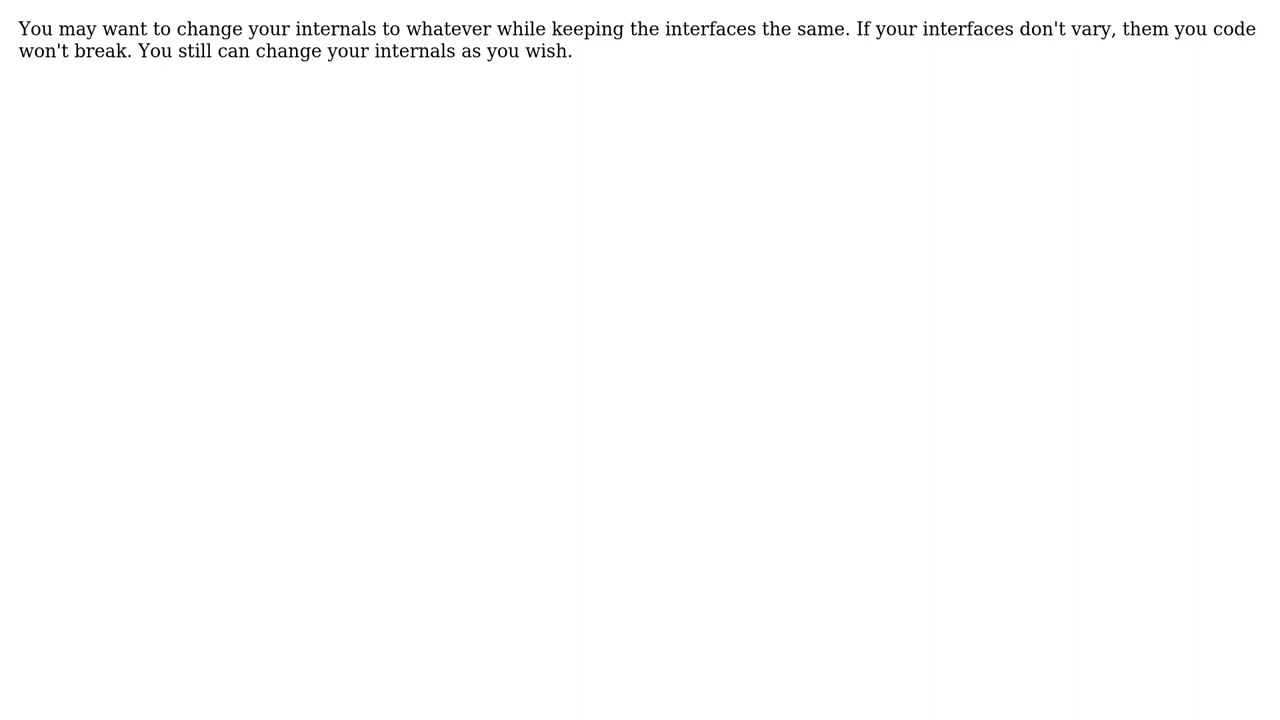 You may want to change your internals to whatever while keeping the interfaces the same. If your interfaces don't vary, them you code
won't break. You still can change your internals as you wish.